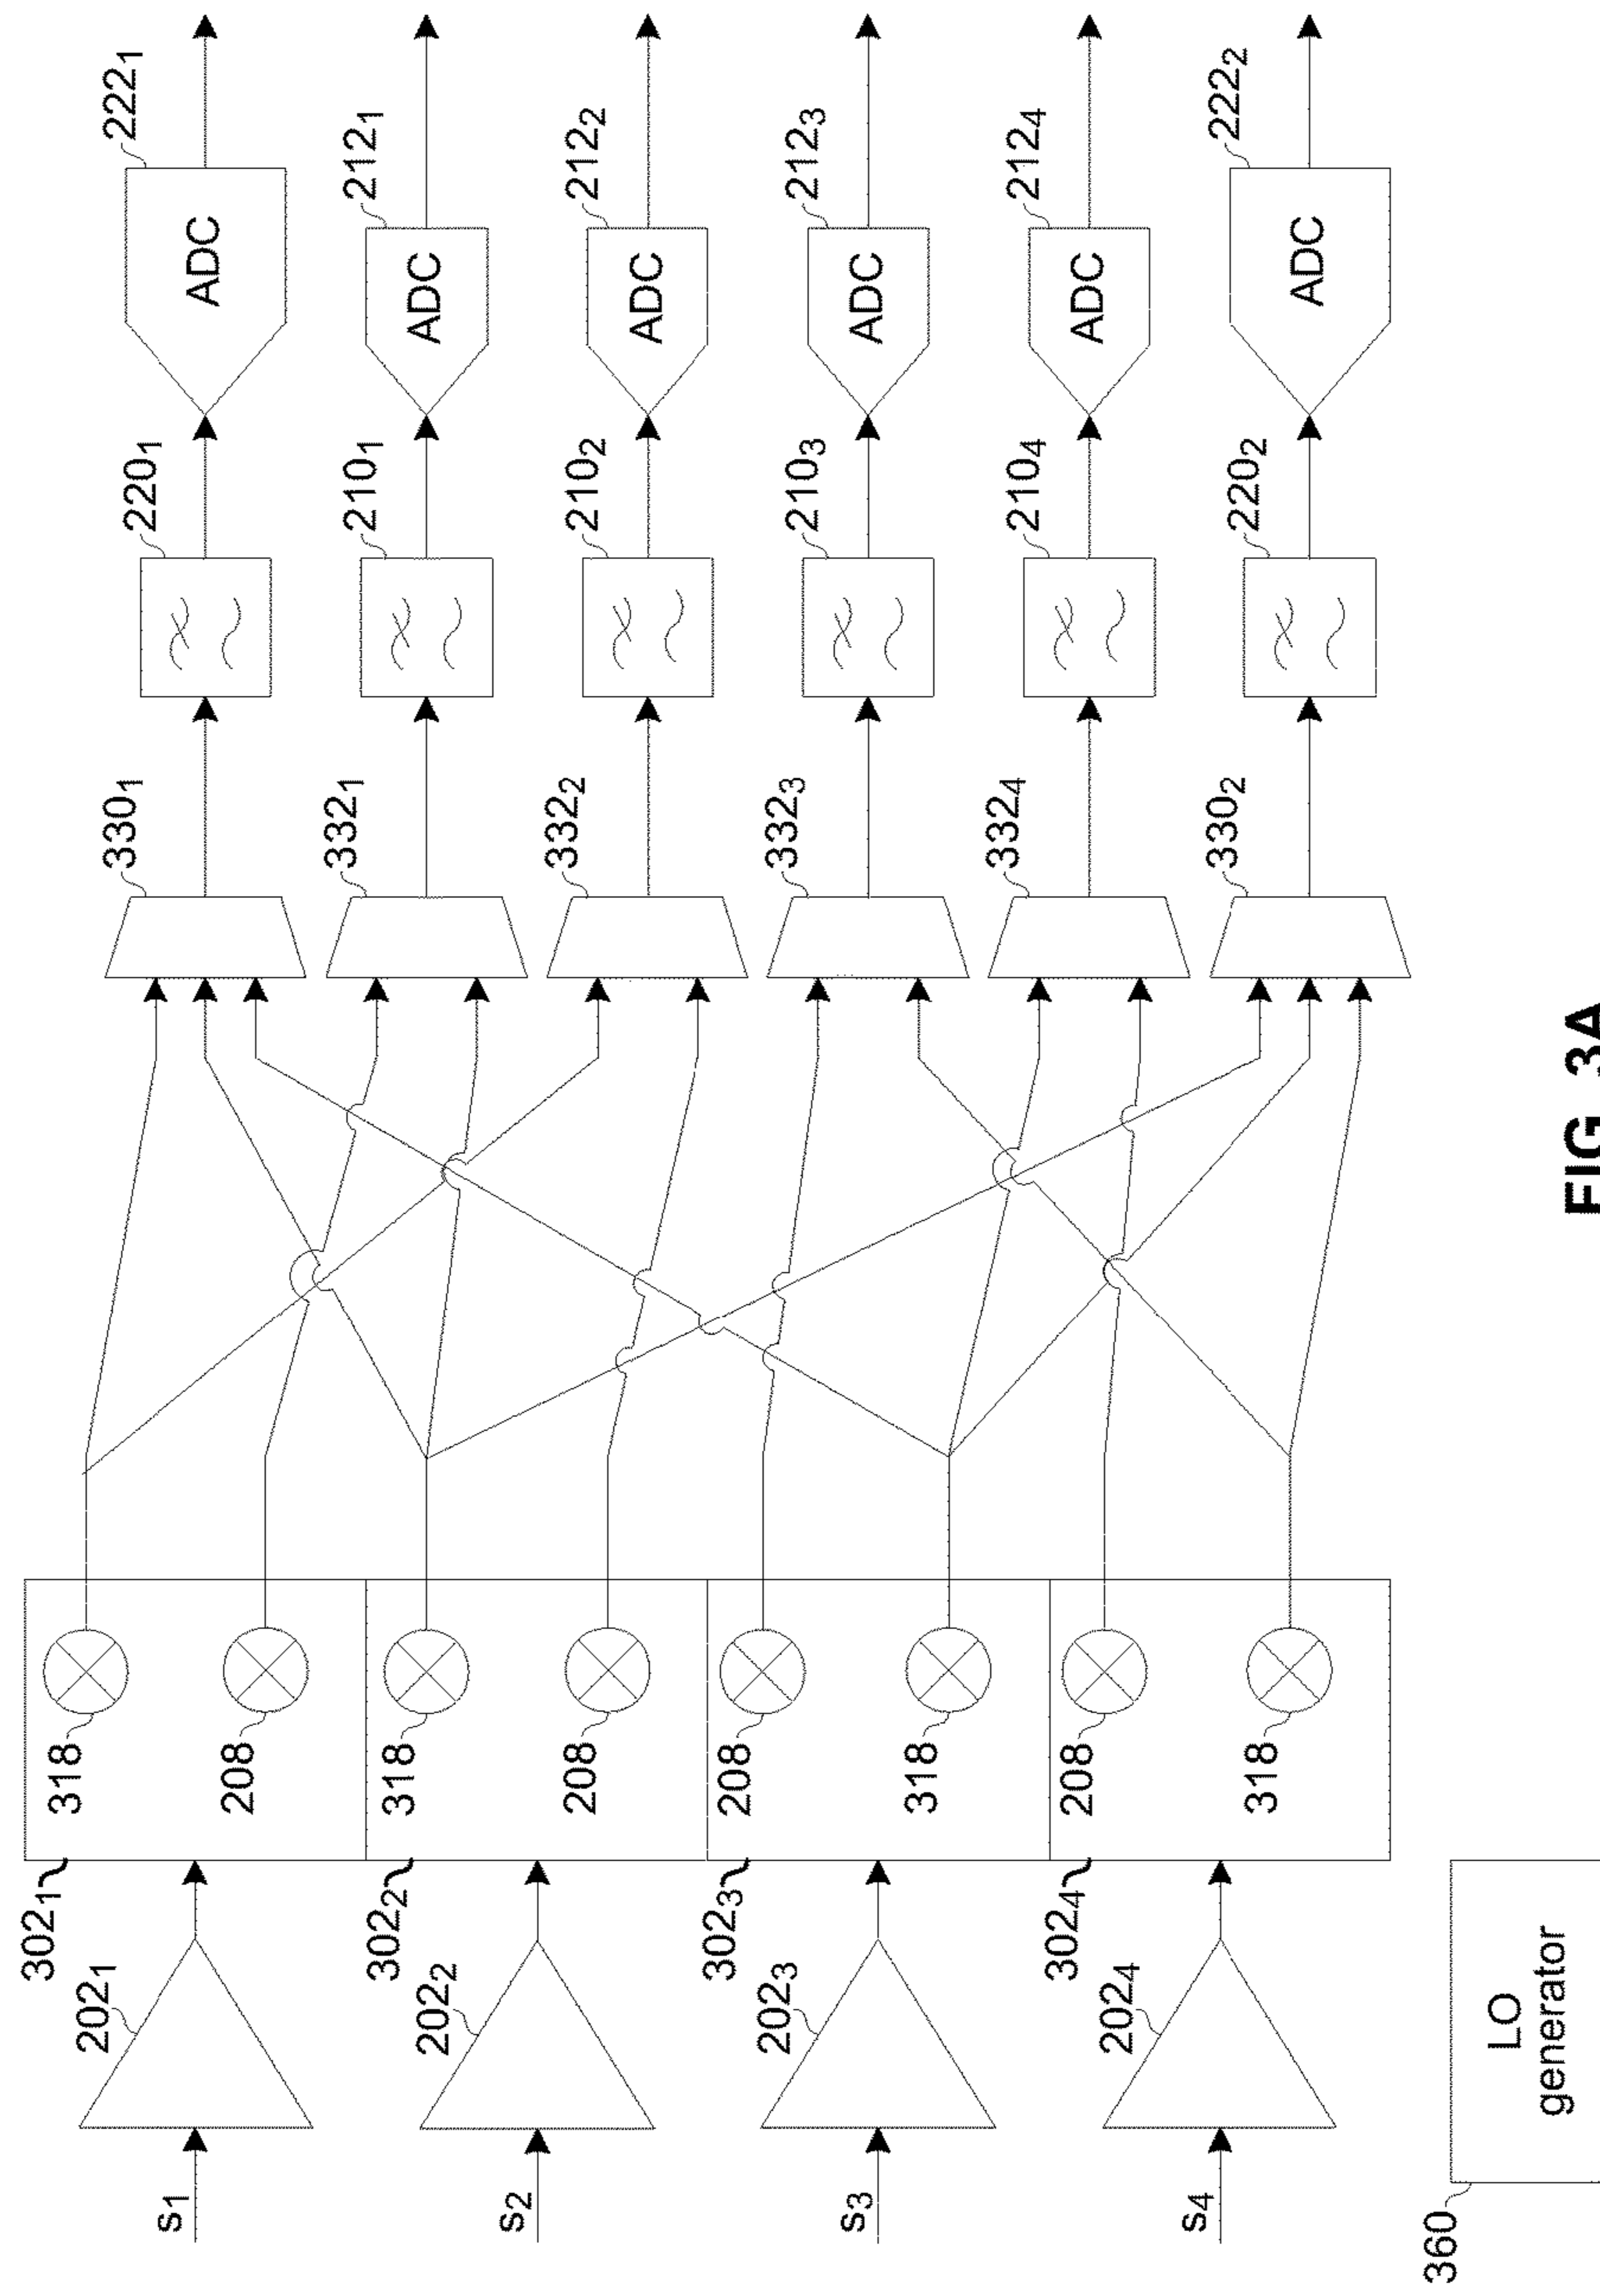 s₁
202₁
302₁
318
208
330₁
220₁
222₁
ADC
332₁
210₁
212₁
ADC
s₂
202₂
302₂
318
208
332₂
210₂
212₂
ADC
s₃
202₃
302₃
208
318
332₃
210₃
212₃
ADC
s₄
202₄
302₄
208
318
332₄
210₄
212₄
ADC
330₂
220₂
222₂
ADC
360
LO
generator
FIG. 3A